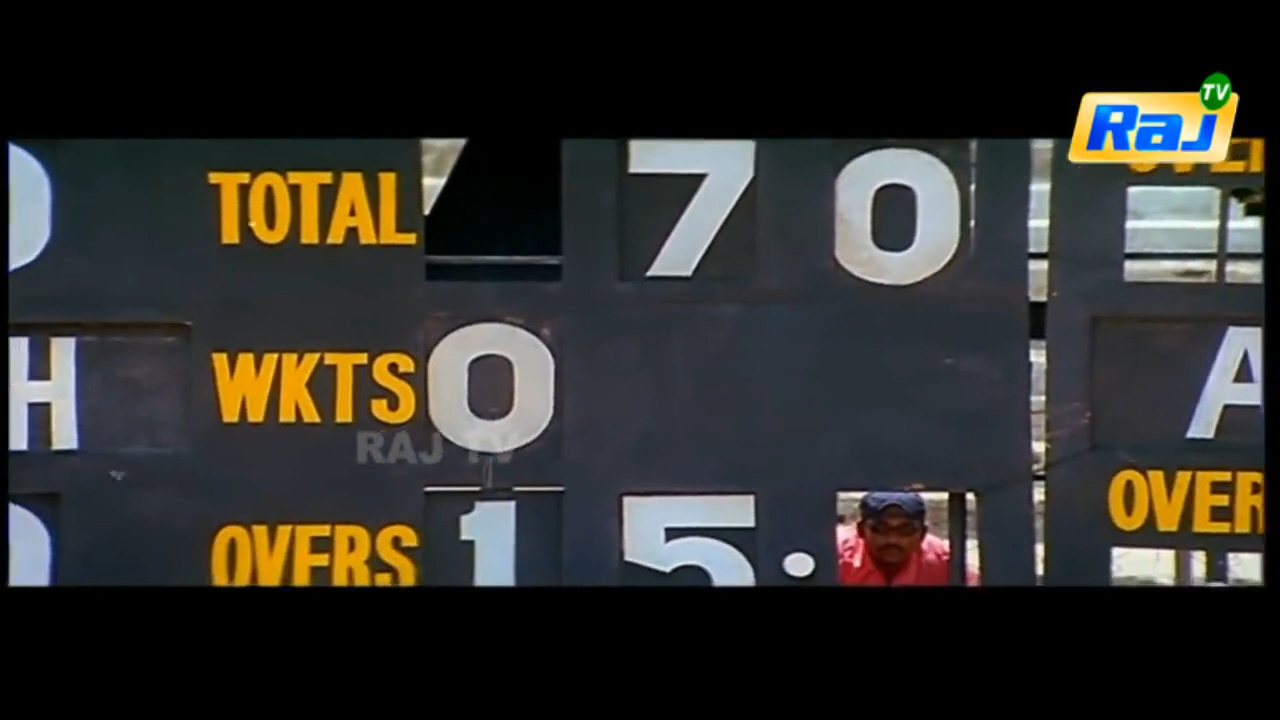 Raj TV
TOTAL 70
WKTS 0
RAJ TV
OVERS 15.
H
A
OVER